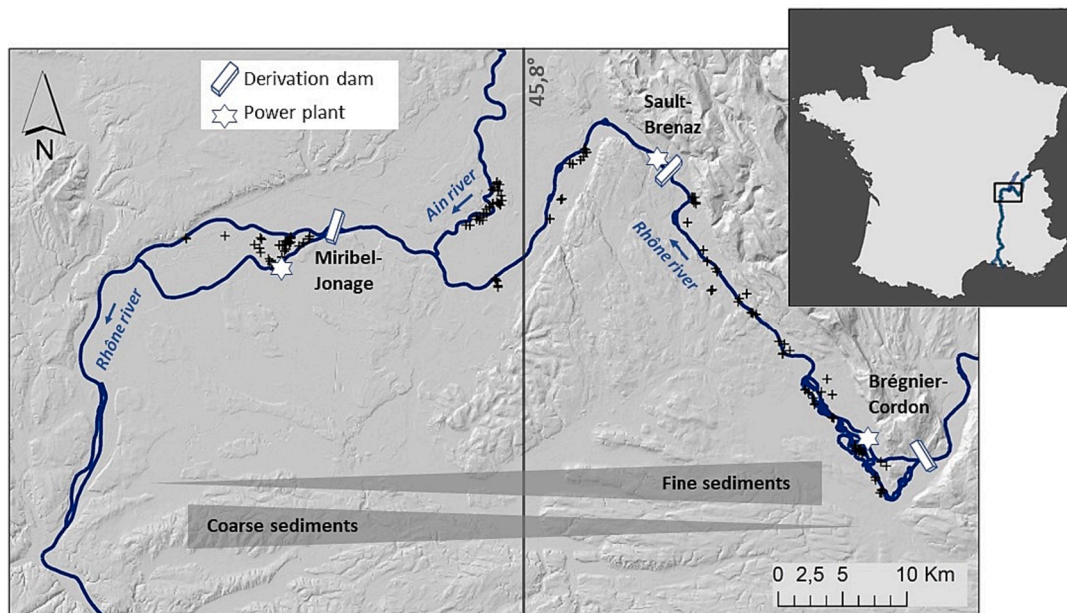 Derivation dam
Power plant
45,8°
Sault-
Brenaz
N
Ain river
Rhône river
Miribel-
Jonage
Rhône river
Brégnier-
Cordon
Fine sediments
Coarse sediments
0 2,5 5 10 Km